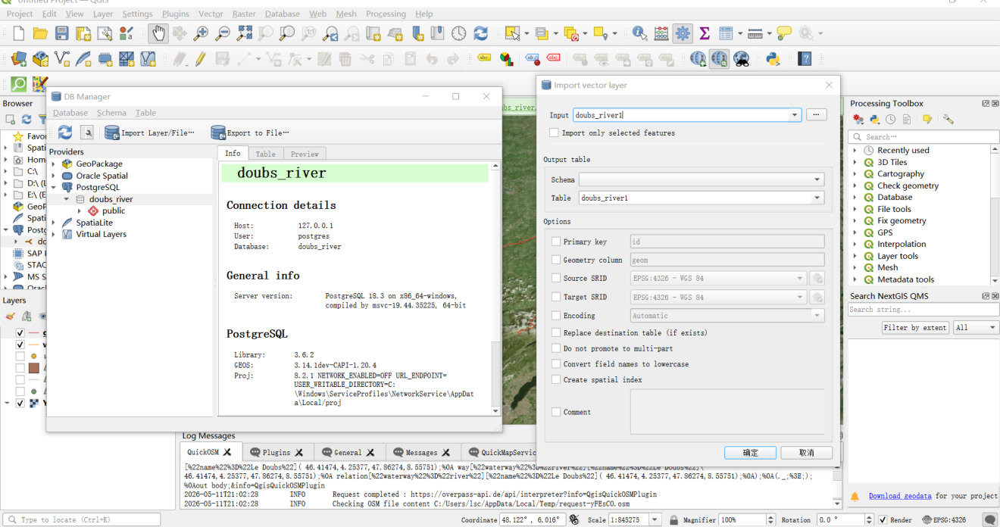 Untitled Project — QGIS
Project Edit View Layer Settings Plugins Vector Raster Database Web Mesh Processing Help
Browser
Favo
Spati
Hom
C:\
D:\ (L
E:\ (E
GeoP
Spati
Postg
do
SAP H
STAC
MS S
Oracl
Layers
DB Manager
Database Schema Table
Import Layer/File…
Export to File…
Providers
GeoPackage
Oracle Spatial
PostgreSQL
doubs_river
public
SpatiaLite
Virtual Layers
Info
Table
Preview
doubs_river
Connection details
Host: 127.0.0.1
User: postgres
Database: doubs_river
General info
Server version: PostgreSQL 18.3 on x86_64-windows,
compiled by msvc-19.44.35225, 64-bit
PostgreSQL
Library: 3.6.2
GEOS: 3.14.1dev-CAPI-1.20.4
Proj: 8.2.1 NETWORK_ENABLED=OFF URL_ENDPOINT=
USER_WRITABLE_DIRECTORY=C:
\Windows\ServiceProfiles\NetworkService\AppDat
a\Local/proj
bs_river
Import vector layer
Input doubs_river1 …
Import only selected features
Output table
Schema
Table doubs_river1
Options
Primary key id
Geometry column geom
Source SRID EPSG:4326 - WGS 84
Target SRID EPSG:4326 - WGS 84
Encoding Automatic
Replace destination table (if exists)
Do not promote to multi-part
Convert field names to lowercase
Create spatial index
Comment
确定
取消
Processing Toolbox
Search…
Recently used
3D Tiles
Cartography
Check geometry
Database
File tools
Fix geometry
GPS
Interpolation
Layer tools
Mesh
Metadata tools
Search NextGIS QMS
Search string...
Filter by extent All
Download geodata for your project
Log Messages
QuickOSM
Plugins
General
Messages
QuickMapServic
[%22name%22%3D%22Le Doubs%22]( 46.41474,4.25377,47.86274,8.55751);%0A way[%22waterway%22%3D%22river%22][%22name%22%3D%22Le Doubs%22](
46.41474,4.25377,47.86274,8.55751);%0A relation[%22waterway%22%3D%22river%22][%22name%22%3D%22Le Doubs%22]( 46.41474,4.25377,47.86274,8.55751);%0A);%0A(._;%3E;);
%0Aout body;&info=QgisQuickOSMPlugin
2026-05-11T21:02:28 INFO Request completed : https://overpass-api.de/api/interpreter?info=QgisQuickOSMPlugin
2026-05-11T21:02:28 INFO Checking OSM file content C:/Users/lsc/AppData/Local/Temp/request-yFEsCO.osm
Type to locate (Ctrl+K)
Coordinate 48.122° , 6.016° Scale 1:845275 Magnifier 100% Rotation 0.0 ° Render EPSG:4326